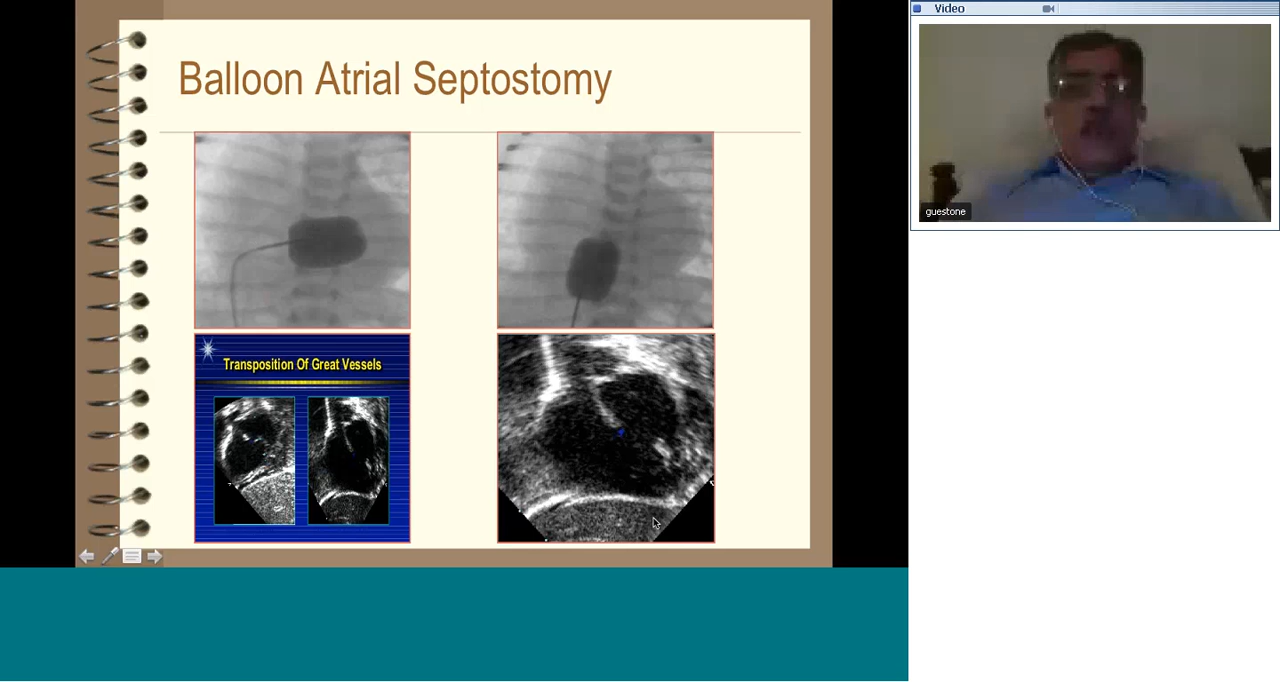 Balloon Atrial Septostomy
Transposition Of Great Vessels
Video
guestone